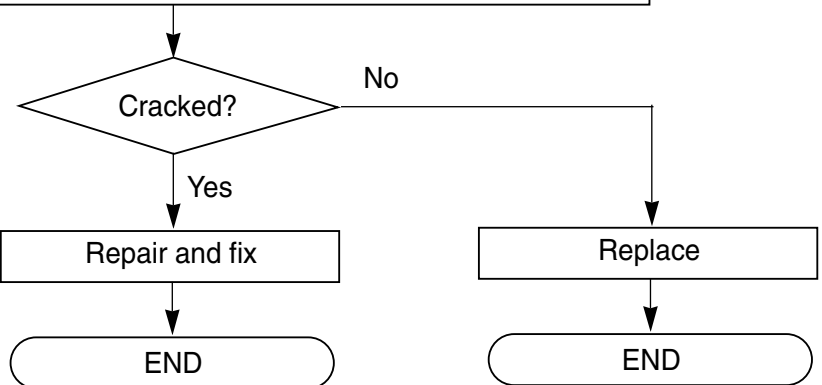 No
Cracked?
Yes
Repair and fix
Replace
END
END